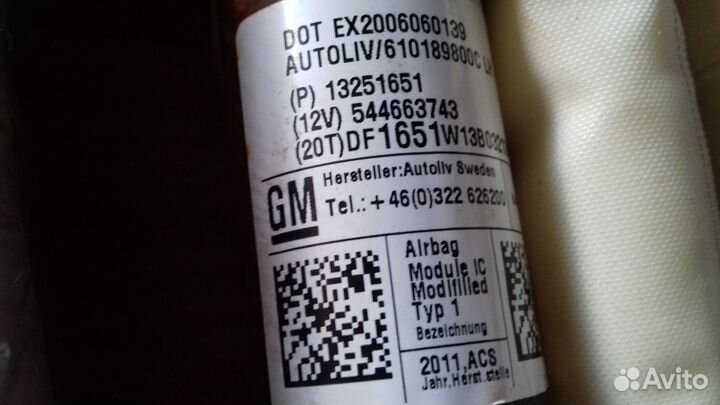 DOT EX2006060139
AUTOLIV/610189800C
(P) 13251651
(12V) 544663743
(20T)DF1651W13B
GM
Hersteller:Autoliv Sweden
Tel.:+46(0)322 626200
Airbag
Module IC
Modifilled
Typ 1
Bezeichnung
2011,ACS
Jahr,Herst.stelle
Avito